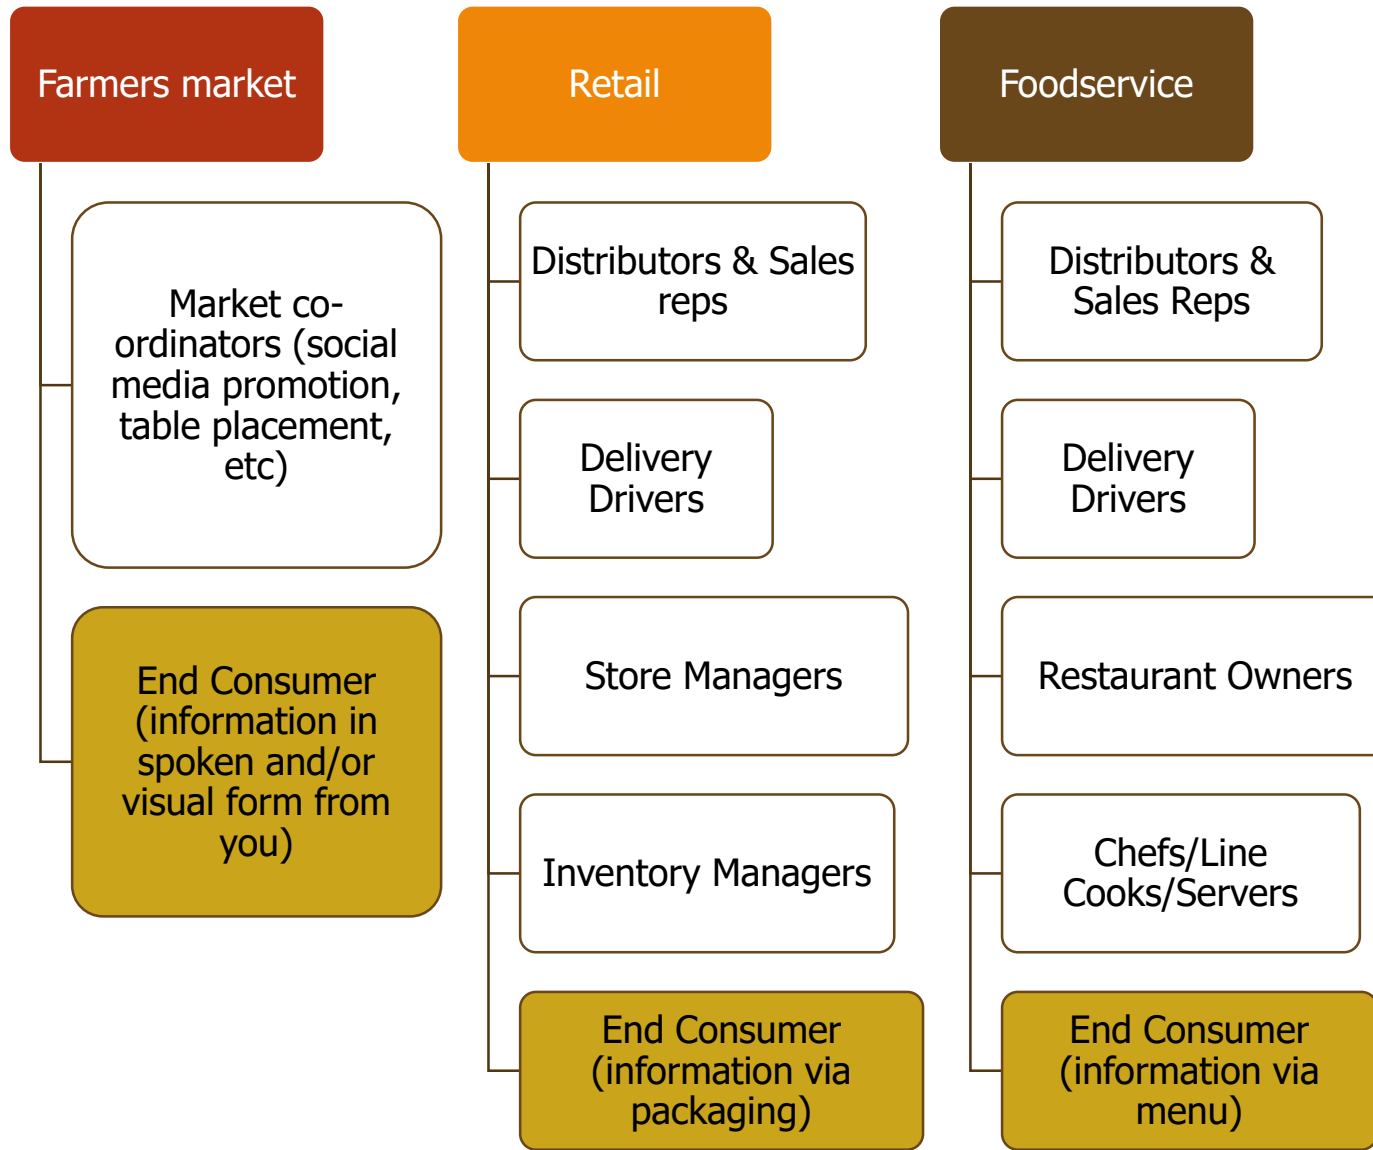 Farmers market
Market co-
ordinators (social
media promotion,
table placement,
etc)
End Consumer
(information in
spoken and/or
visual form from
you)
Retail
Distributors & Sales
reps
Delivery
Drivers
Store Managers
Inventory Managers
End Consumer
(information via
packaging)
Foodservice
Distributors &
Sales Reps
Delivery
Drivers
Restaurant Owners
Chefs/Line
Cooks/Servers
End Consumer
(information via
menu)